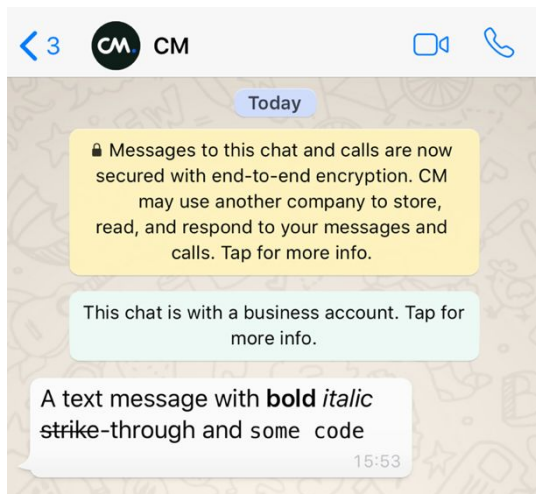 3 CM. CM
Today
Messages to this chat and calls are now
secured with end-to-end encryption. CM
may use another company to store,
read, and respond to your messages and
calls. Tap for more info.
This chat is with a business account. Tap for
more info.
A text message with bold italic
strike-through and some code
15:53